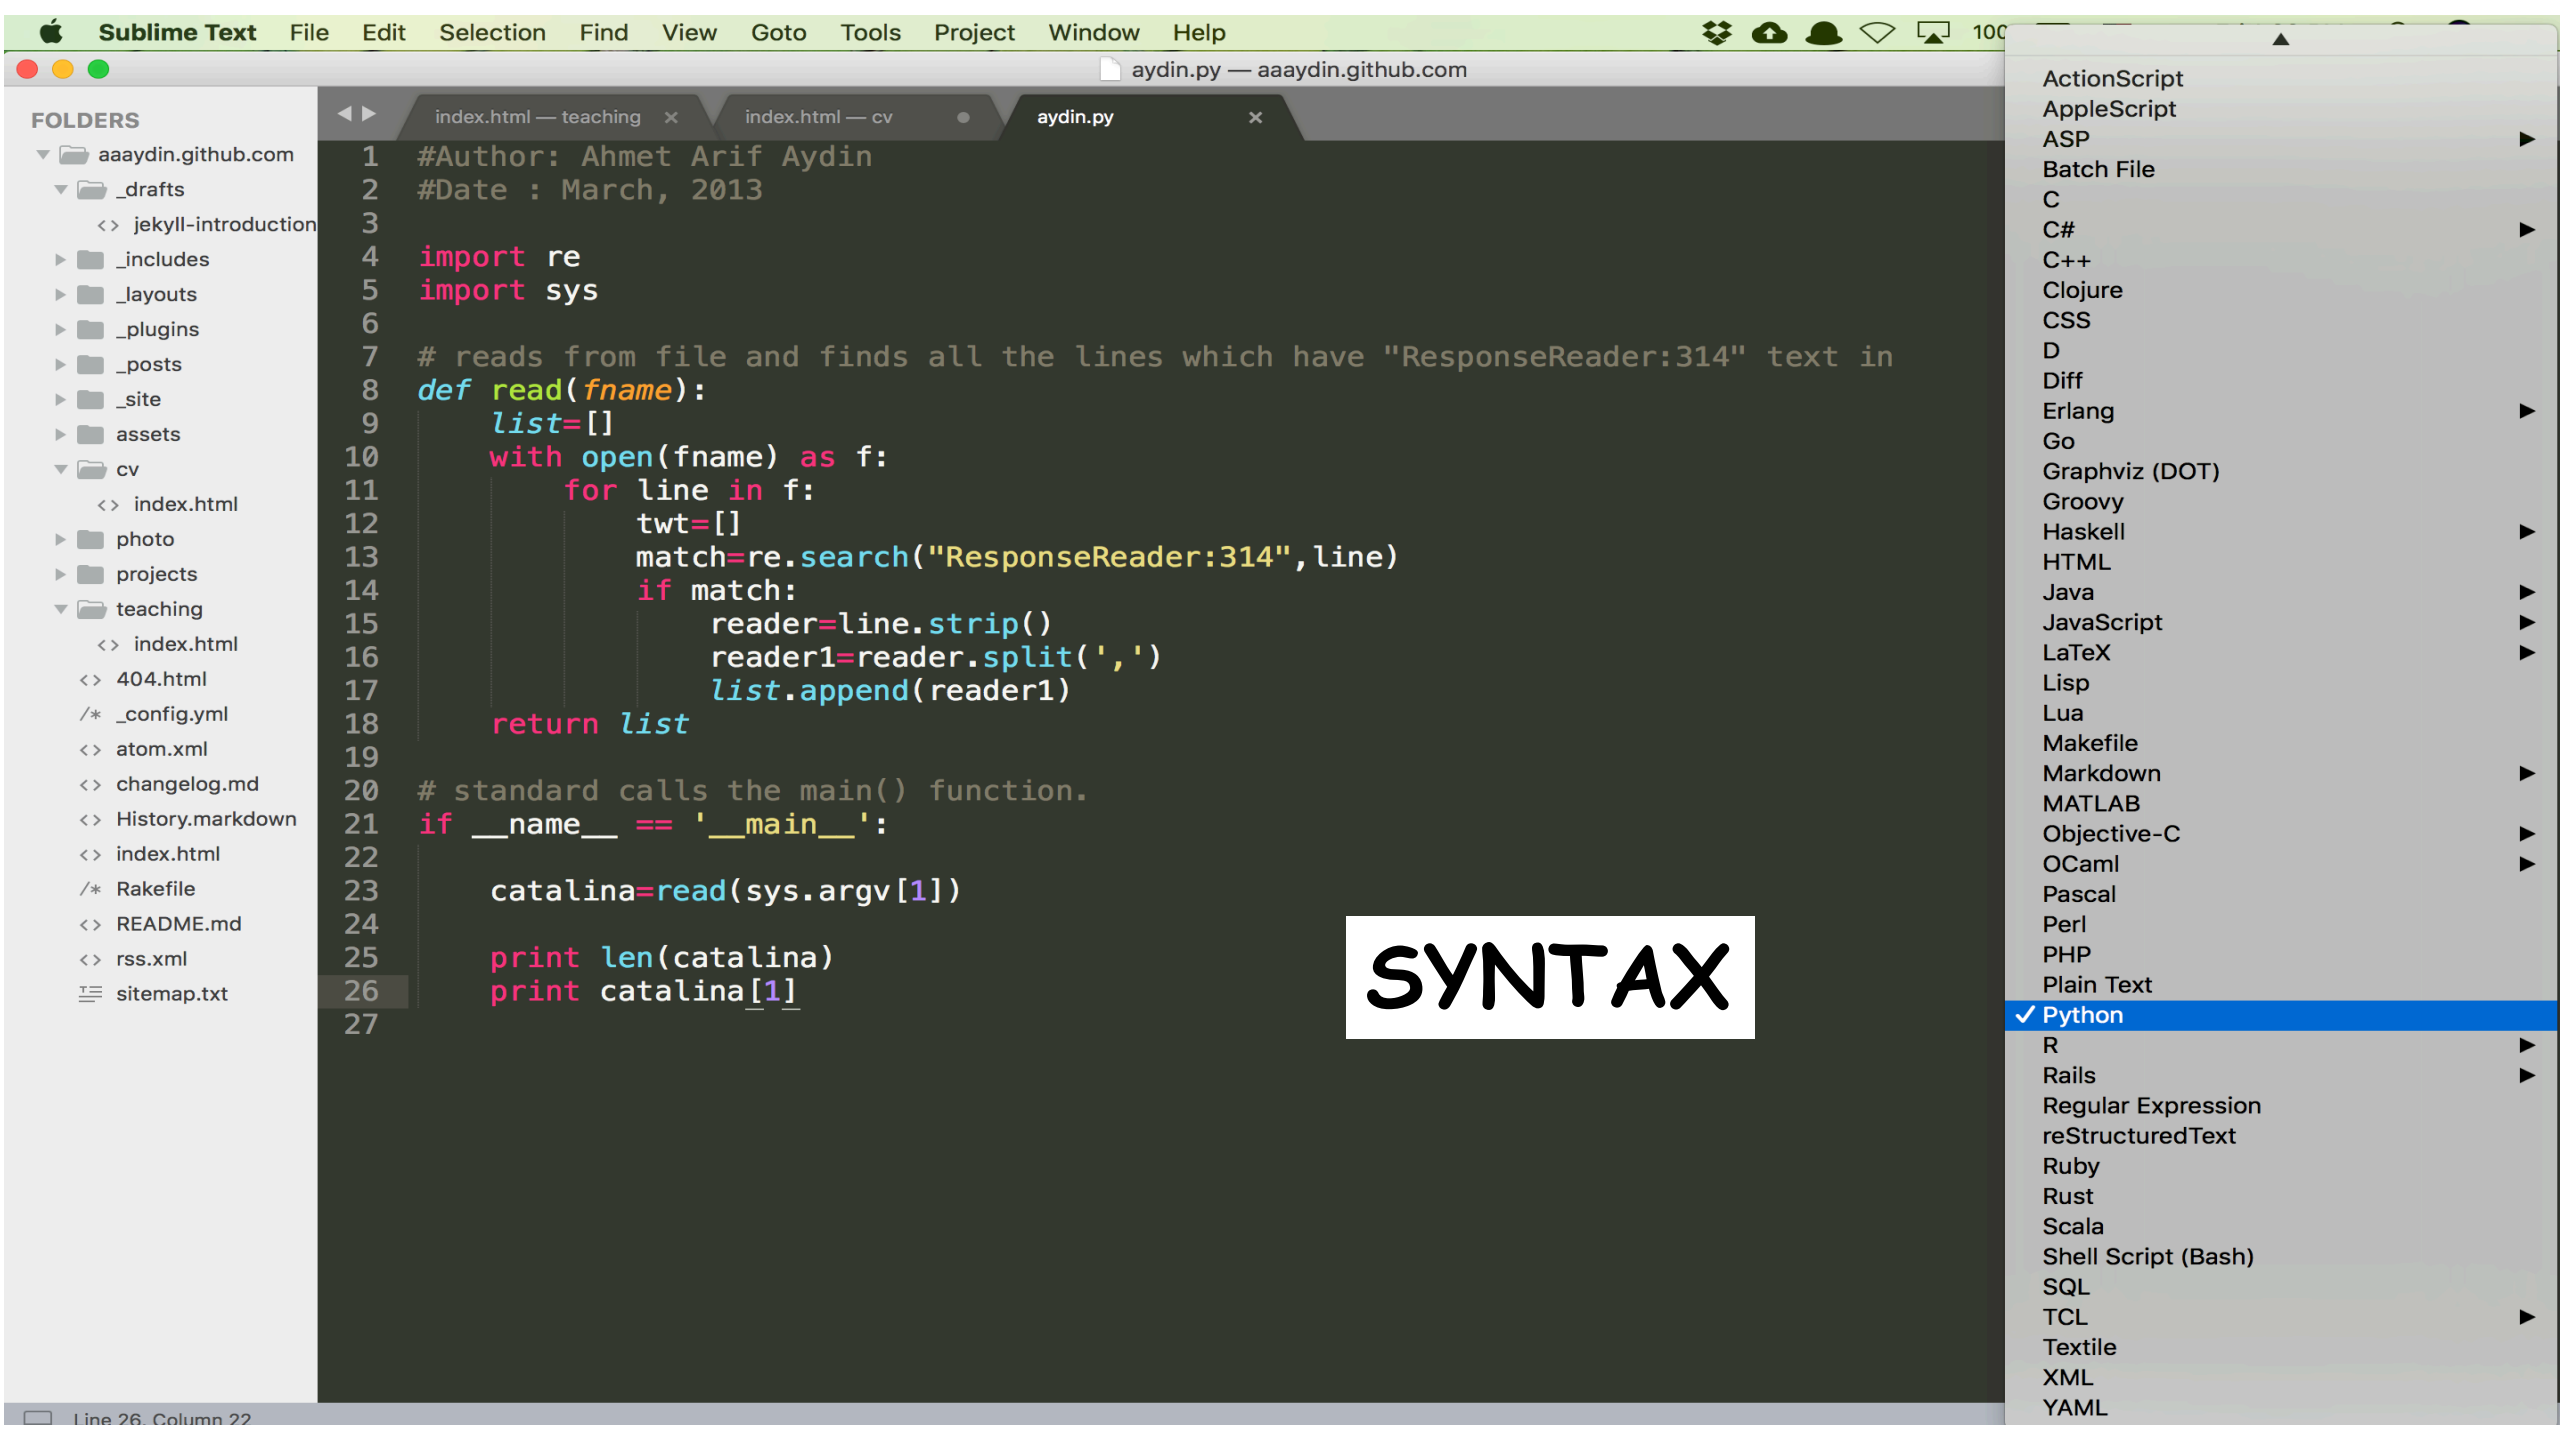 Sublime Text File Edit Selection Find View Goto Tools Project Window Help 100
aydin.py — aaaydin.github.com
FOLDERS
aaaydin.github.com
_drafts
<> jekyll-introduction
_includes
_layouts
_plugins
_posts
_site
assets
cv
<> index.html
photo
projects
teaching
<> index.html
<> 404.html
/* _config.yml
<> atom.xml
<> changelog.md
<> History.markdown
<> index.html
/* Rakefile
<> README.md
<> rss.xml
sitemap.txt
index.html — teaching
index.html — cv
aydin.py
1 #Author: Ahmet Arif Aydin
2 #Date : March, 2013
3
4 import re
5 import sys
6
7 # reads from file and finds all the lines which have "ResponseReader:314" text in
8 def read(fname):
9     list=[]
10     with open(fname) as f:
11         for line in f:
12             twt=[]
13             match=re.search("ResponseReader:314",line)
14             if match:
15                 reader=line.strip()
16                 reader1=reader.split(',')
17                 list.append(reader1)
18     return list
19
20 # standard calls the main() function.
21 if __name__ == '__main__':
22
23     catalina=read(sys.argv[1])
24
25     print len(catalina)
26     print catalina[1]
27
SYNTAX
ActionScript
AppleScript
ASP
Batch File
C
C#
C++
Clojure
CSS
D
Diff
Erlang
Go
Graphviz (DOT)
Groovy
Haskell
HTML
Java
JavaScript
LaTeX
Lisp
Lua
Makefile
Markdown
MATLAB
Objective-C
OCaml
Pascal
Perl
PHP
Plain Text
✓ Python
R
Rails
Regular Expression
reStructuredText
Ruby
Rust
Scala
Shell Script (Bash)
SQL
TCL
Textile
XML
YAML
Line 26, Column 22